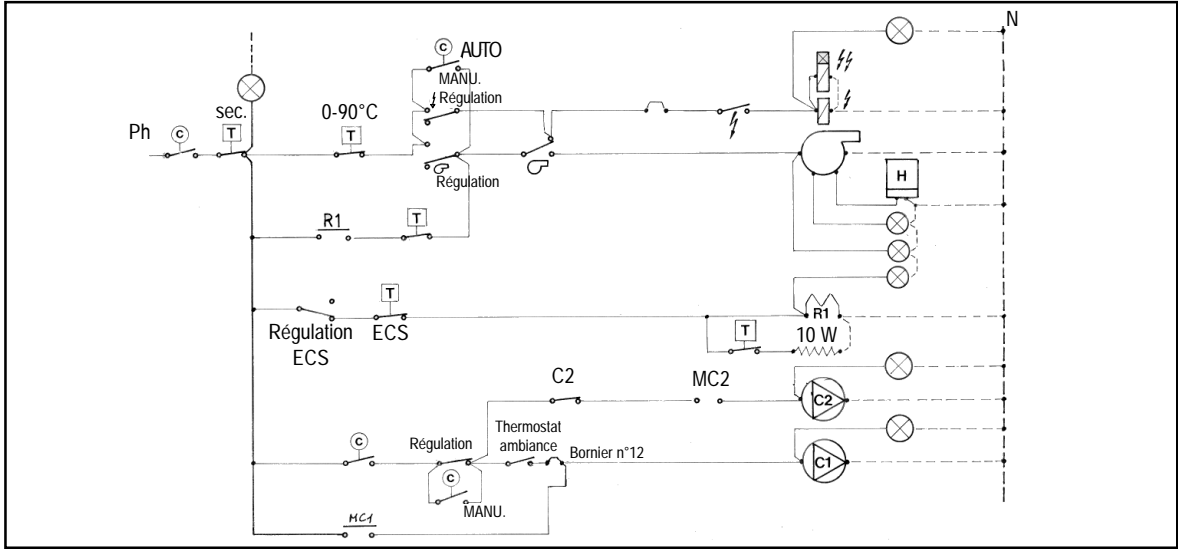 N
C AUTO
MANU.
Régulation
sec.
0-90°C
Ph
C
T
T
Régulation
H
R1
T
T
R1
Régulation
ECS
ECS
T
10 W
C2
MC2
C2
Thermostat
ambiance
Régulation
C
Bornier n°12
C1
C
MANU.
MC1